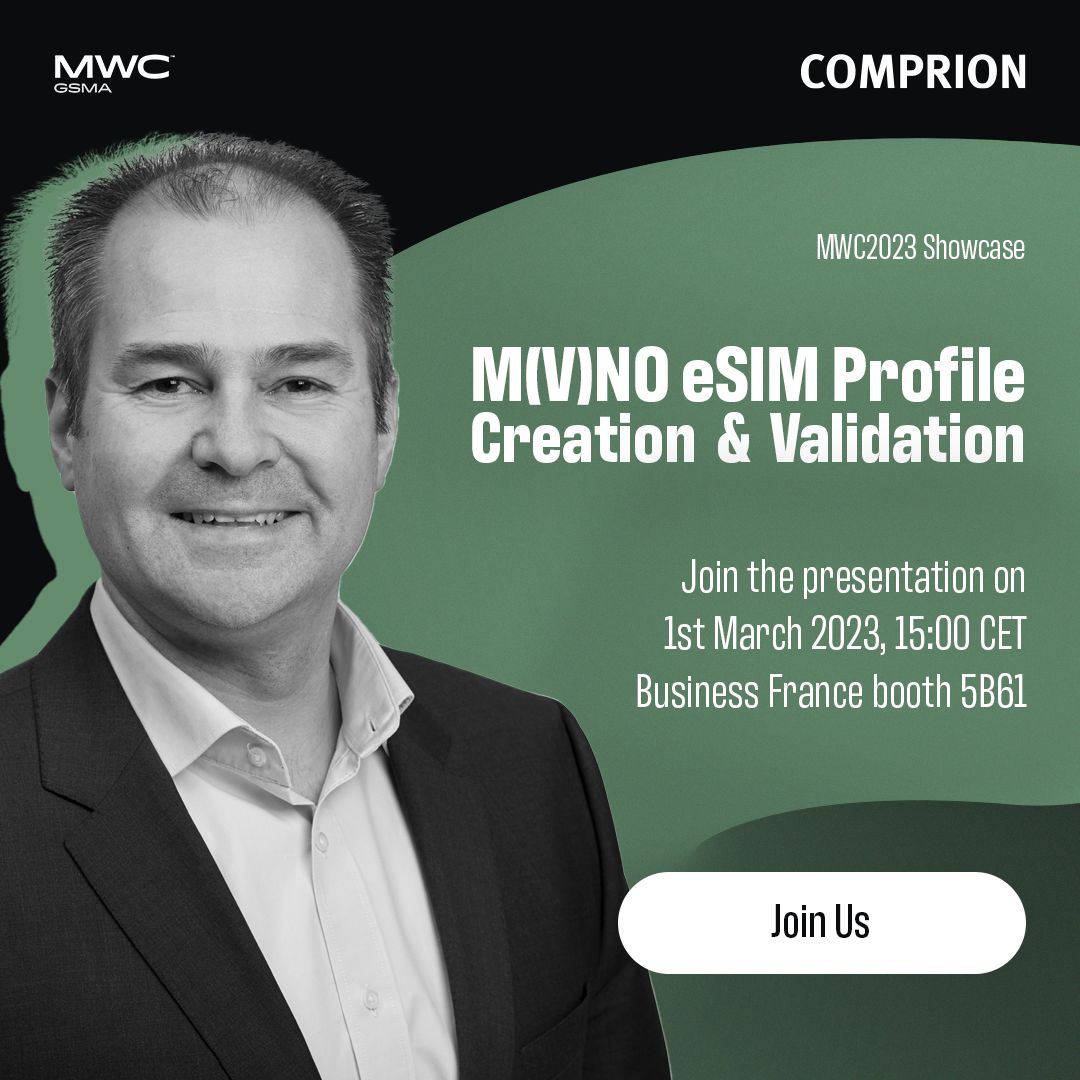 MWC™
GSMA
COMPRION
MWC2023 Showcase
M(V)NO eSIM Profile
Creation & Validation
Join the presentation on
1st March 2023, 15:00 CET
Business France booth 5B61
Join Us